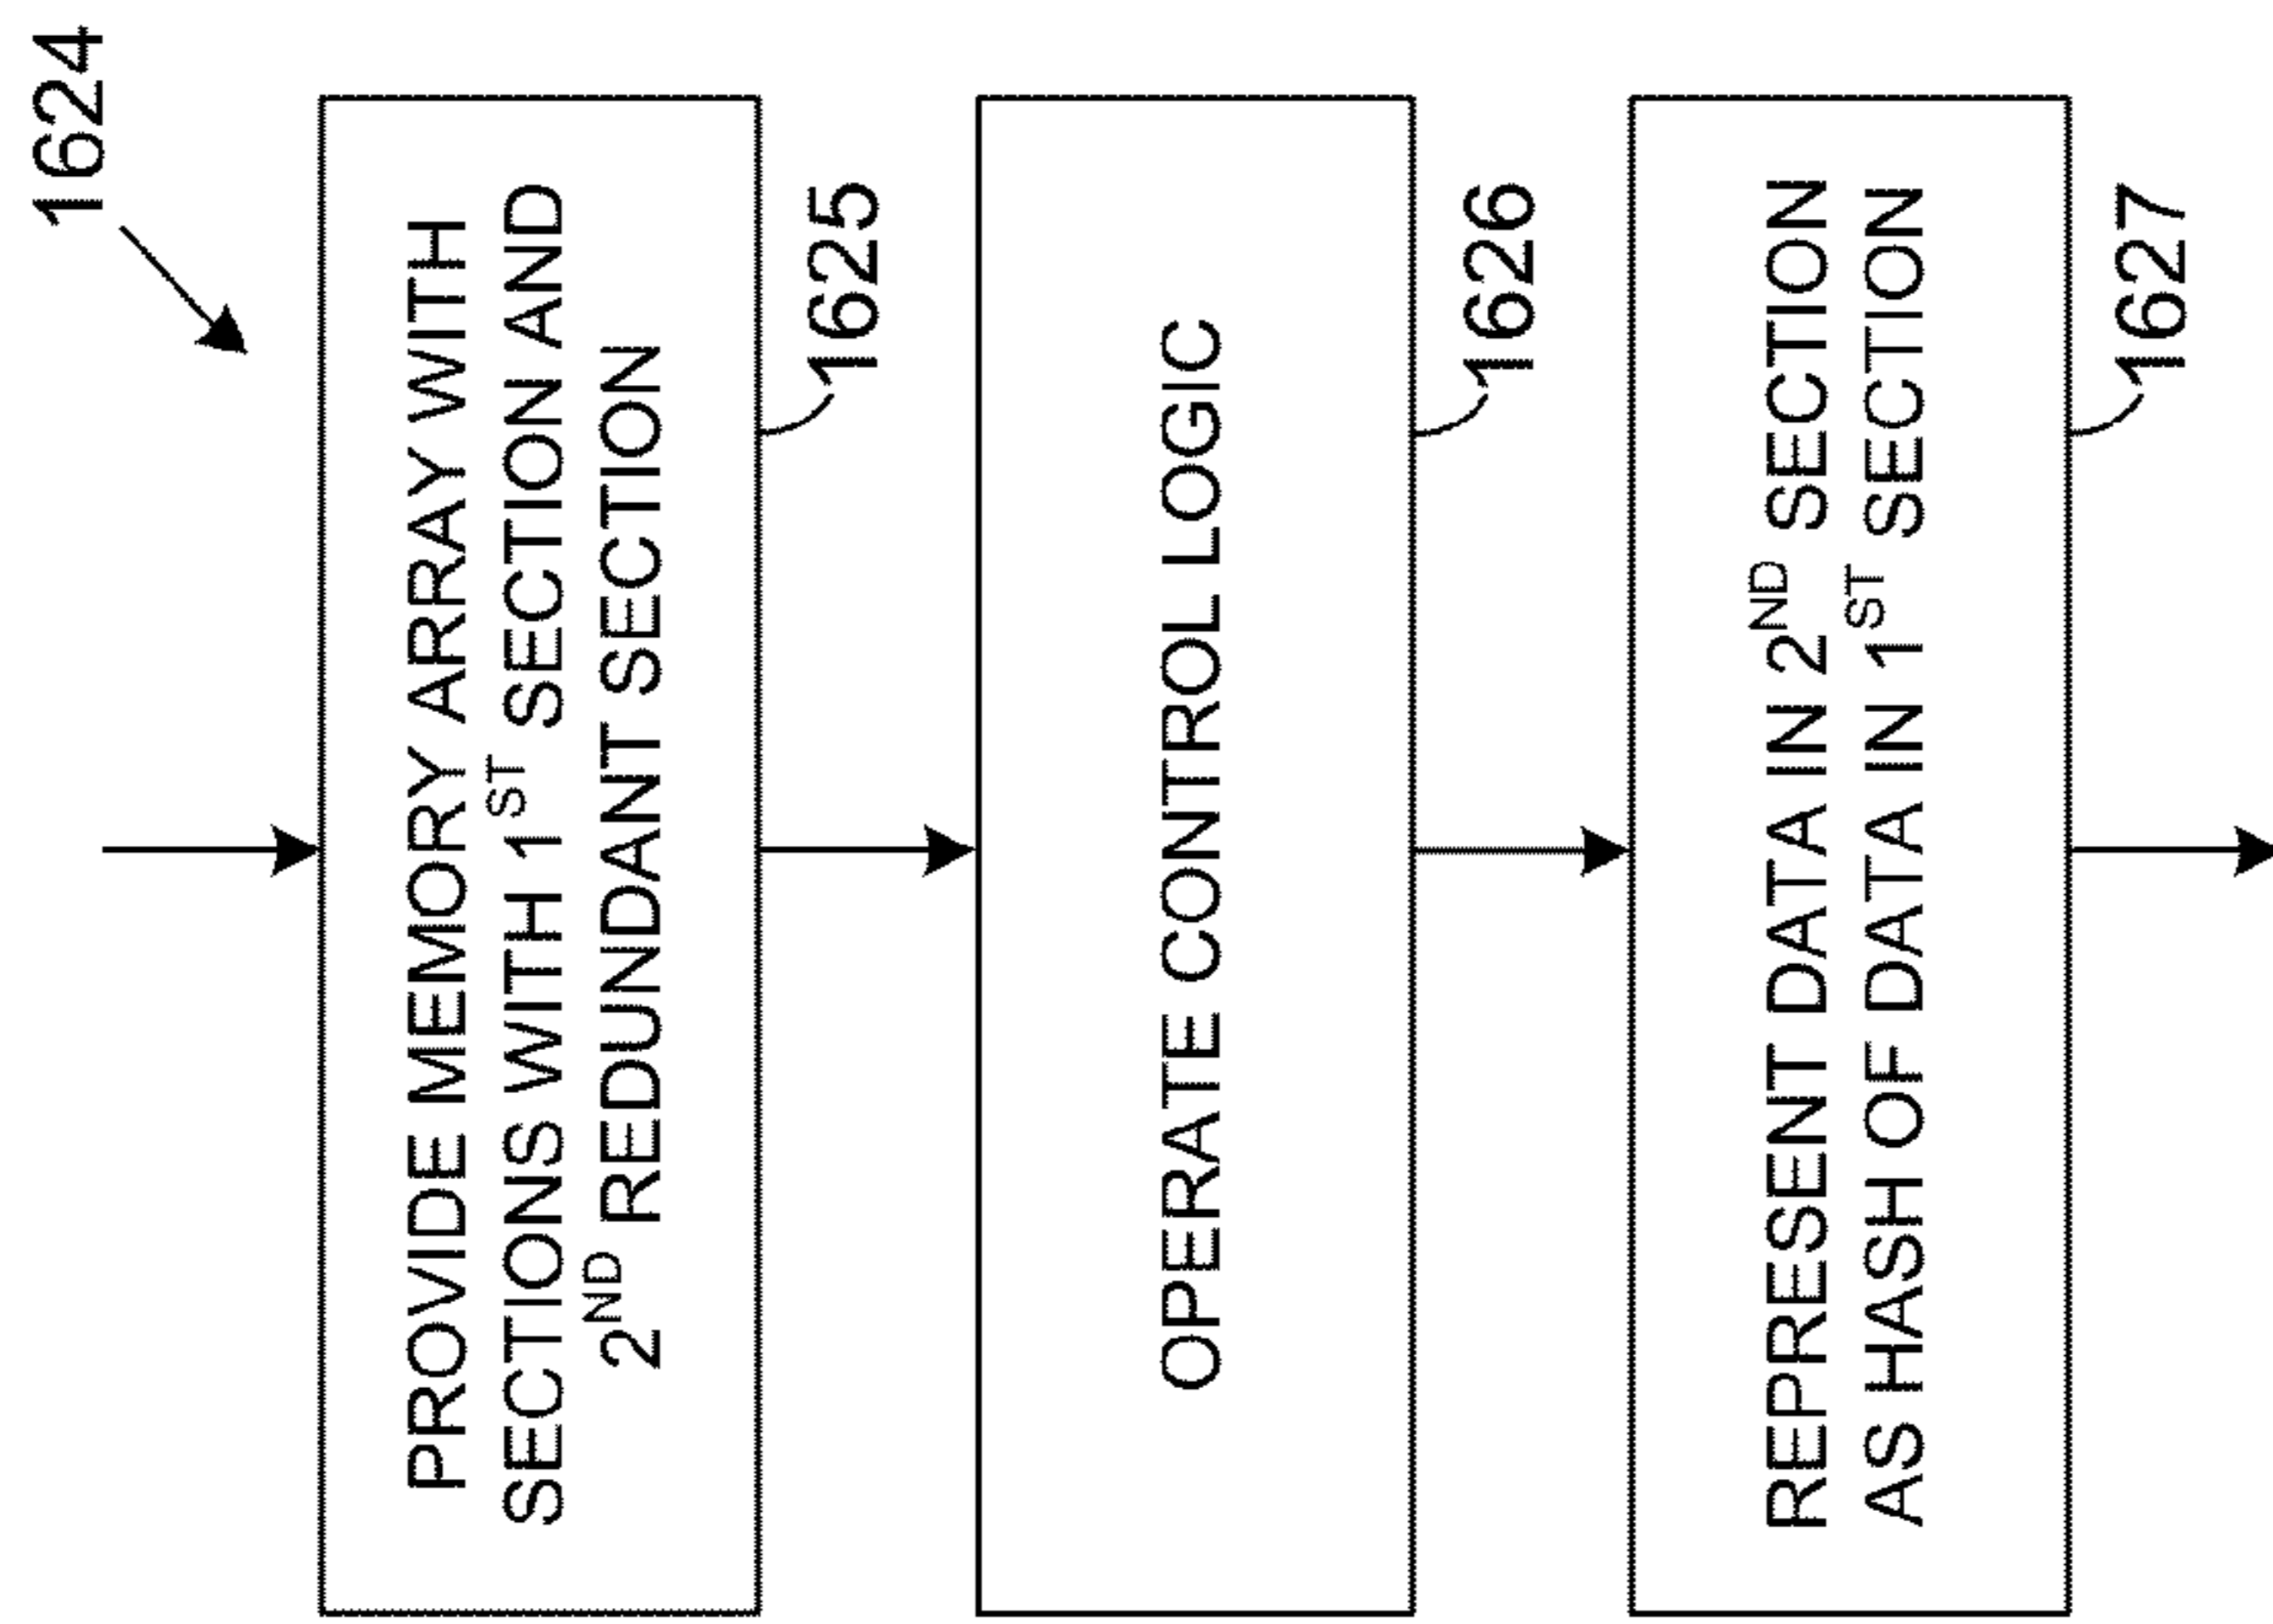 1624
PROVIDE MEMORY ARRAY WITH
SECTIONS WITH 1ST SECTION AND
2ND REDUNDANT SECTION
1625
OPERATE CONTROL LOGIC
1626
REPRESENT DATA IN 2ND SECTION
AS HASH OF DATA IN 1ST SECTION
1627